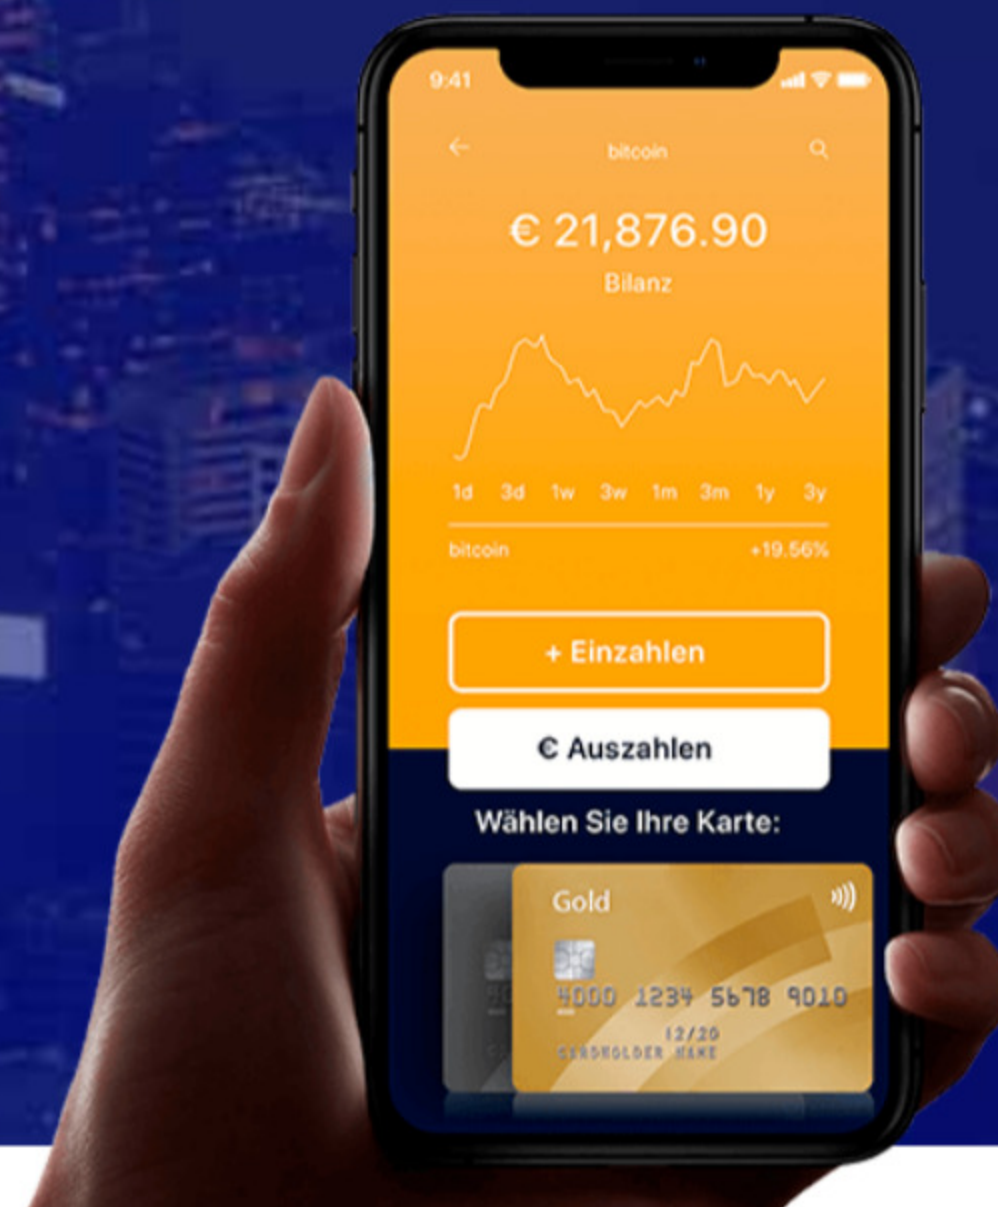 9:41
bitcoin
€ 21,876.90
Bilanz
1d 3d 1w 3w 1m 3m 1y 3y
bitcoin +19.56%
+ Einzahlen
€ Auszahlen
Wählen Sie Ihre Karte:
Gold
4000 1234 5678 9010
12/20
CARDHOLDER NAME